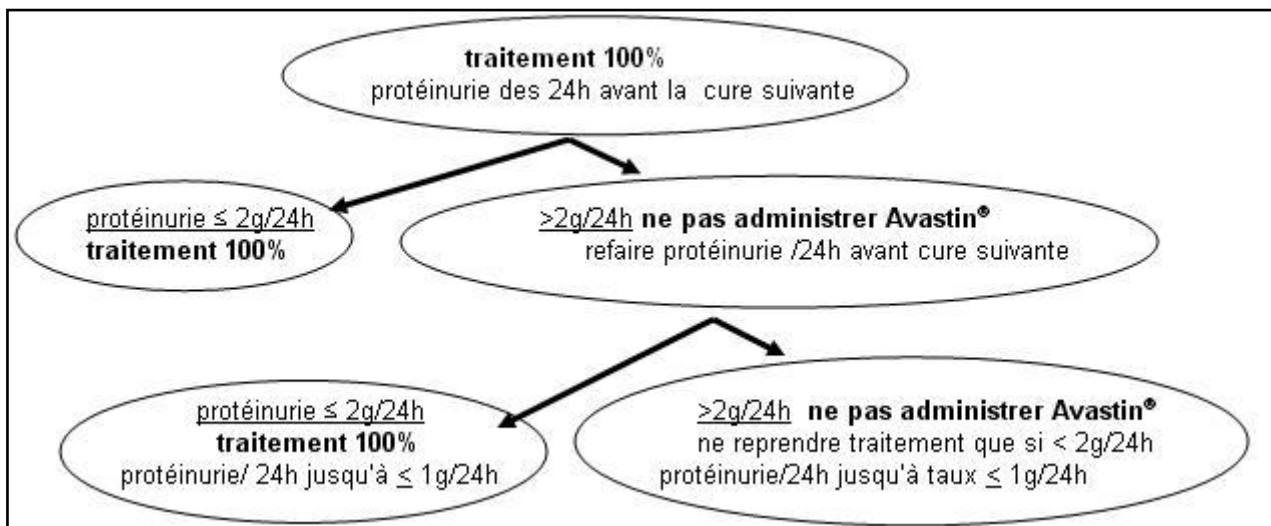 traitement 100%
protéinurie des 24h avant la cure suivante
protéinurie ≤ 2g/24h
traitement 100%
>2g/24h ne pas administrer Avastin®
refaire protéinurie /24h avant cure suivante
protéinurie ≤ 2g/24h
traitement 100%
protéinurie/ 24h jusqu'à ≤ 1g/24h
>2g/24h ne pas administrer Avastin®
ne reprendre traitement que si < 2g/24h
protéinurie/24h jusqu'à taux ≤ 1g/24h